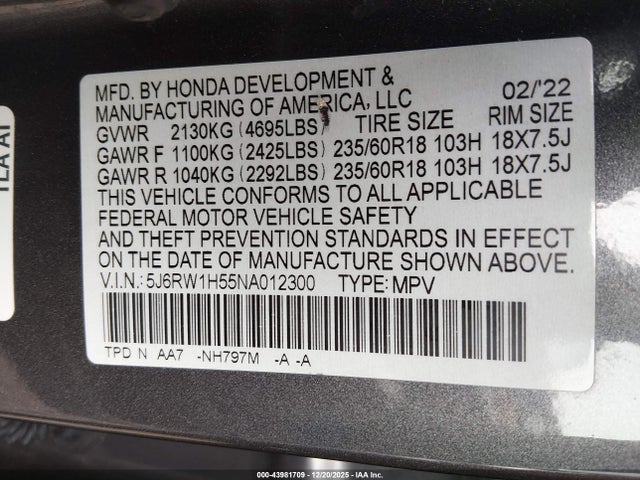 MFD. BY HONDA DEVELOPMENT &
MANUFACTURING OF AMERICA, LLC 02/'22
GVWR 2130KG (4695LBS) TIRE SIZE RIM SIZE
GAWR F 1100KG (2425LBS) 235/60R18 103H 18X7.5J
GAWR R 1040KG (2292LBS) 235/60R18 103H 18X7.5J
THIS VEHICLE CONFORMS TO ALL APPLICABLE
FEDERAL MOTOR VEHICLE SAFETY
AND THEFT PREVENTION STANDARDS IN EFFECT
ON THE DATE OF MANUFACTURE SHOWN ABOVE.
V.I.N.: 5J6RW1H55NA012300 TYPE: MPV
TPD N AA7 -NH797M -A -A
000-43981709 - 12/20/2025 - IAA Inc.